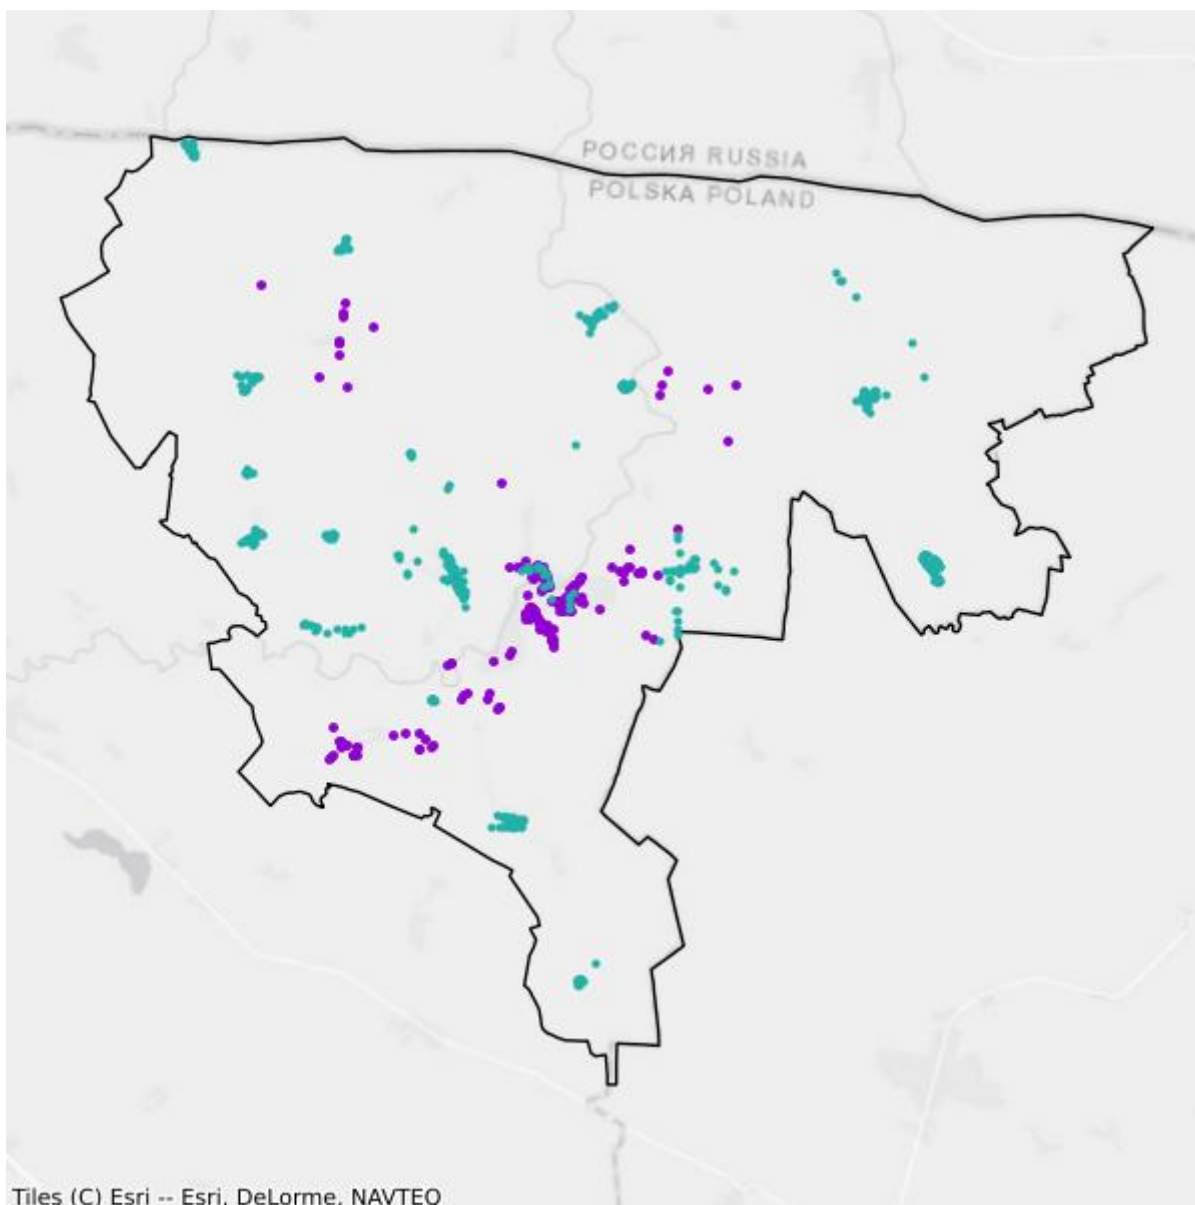 РОССИЯ RUSSIA
POLSKA POLAND
Tiles (C) Esri -- Esri, DeLorme, NAVTEQ